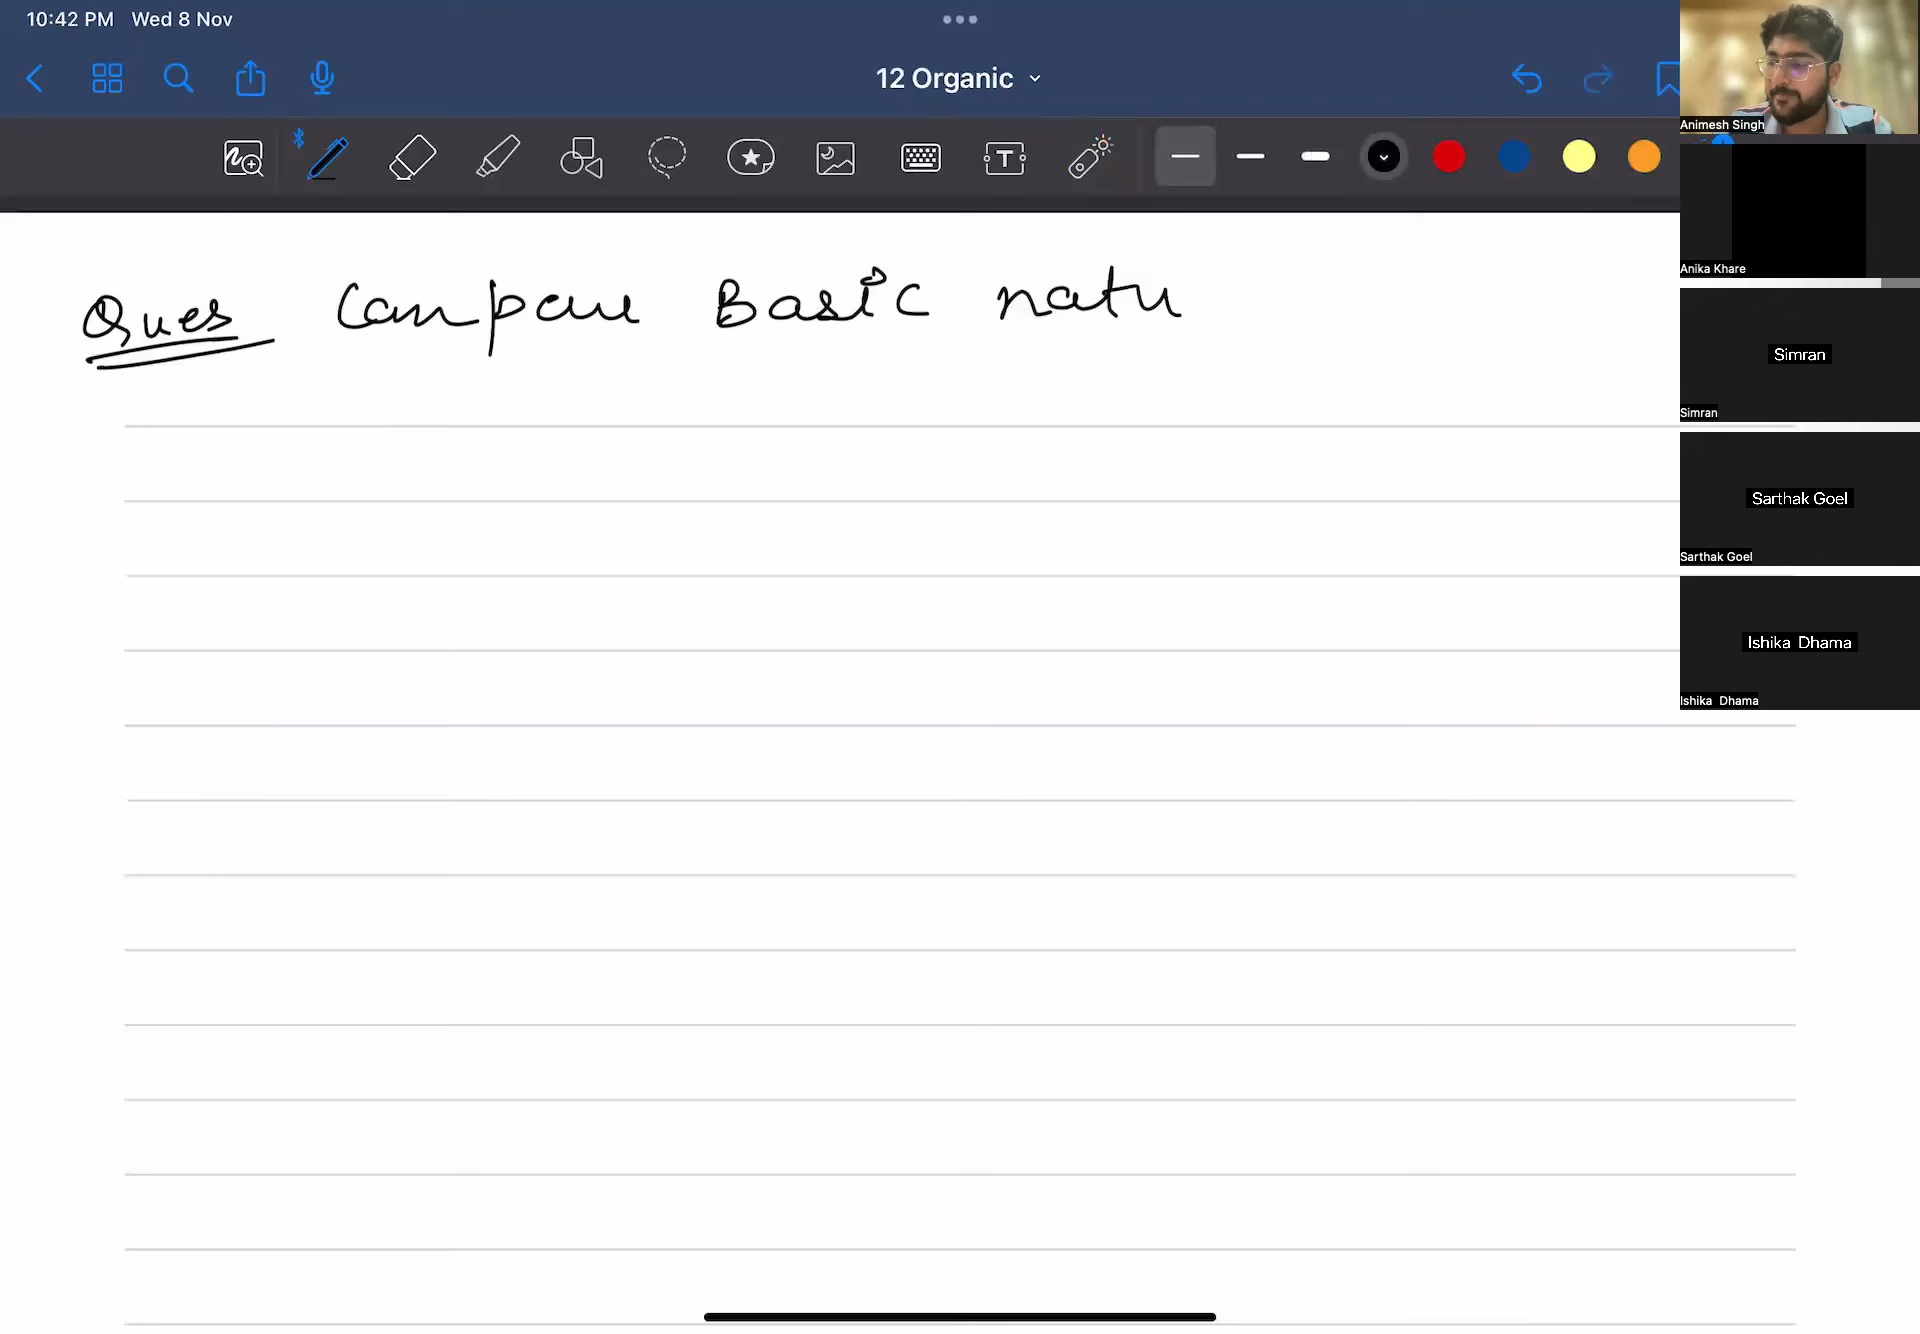 10:42 PM Wed 8 Nov
12 Organic
T
Ques Compare Basic natu
Animesh Singh
Anika Khare
Simran
Simran
Sarthak Goel
Sarthak Goel
Ishika Dhama
Ishika Dhama